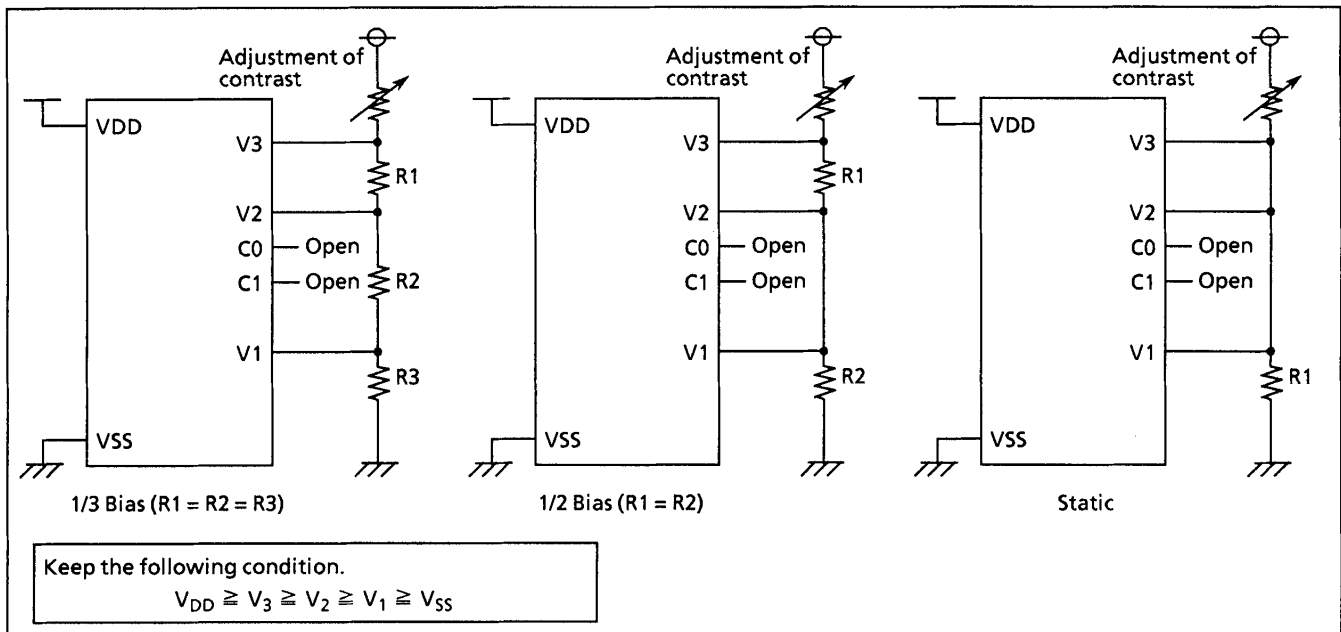 Adjustment of
contrast
VDD
V3
R1
V2
C0 Open
C1 Open
R2
V1
R3
VSS
1/3 Bias (R1 = R2 = R3)
Adjustment of
contrast
VDD
V3
R1
V2
C0 Open
C1 Open
V1
R2
VSS
1/2 Bias (R1 = R2)
Adjustment of
contrast
VDD
V3
V2
C0 Open
C1 Open
V1
R1
VSS
Static
Keep the following condition.
VDD ≧ V3 ≧ V2 ≧ V1 ≧ VSS